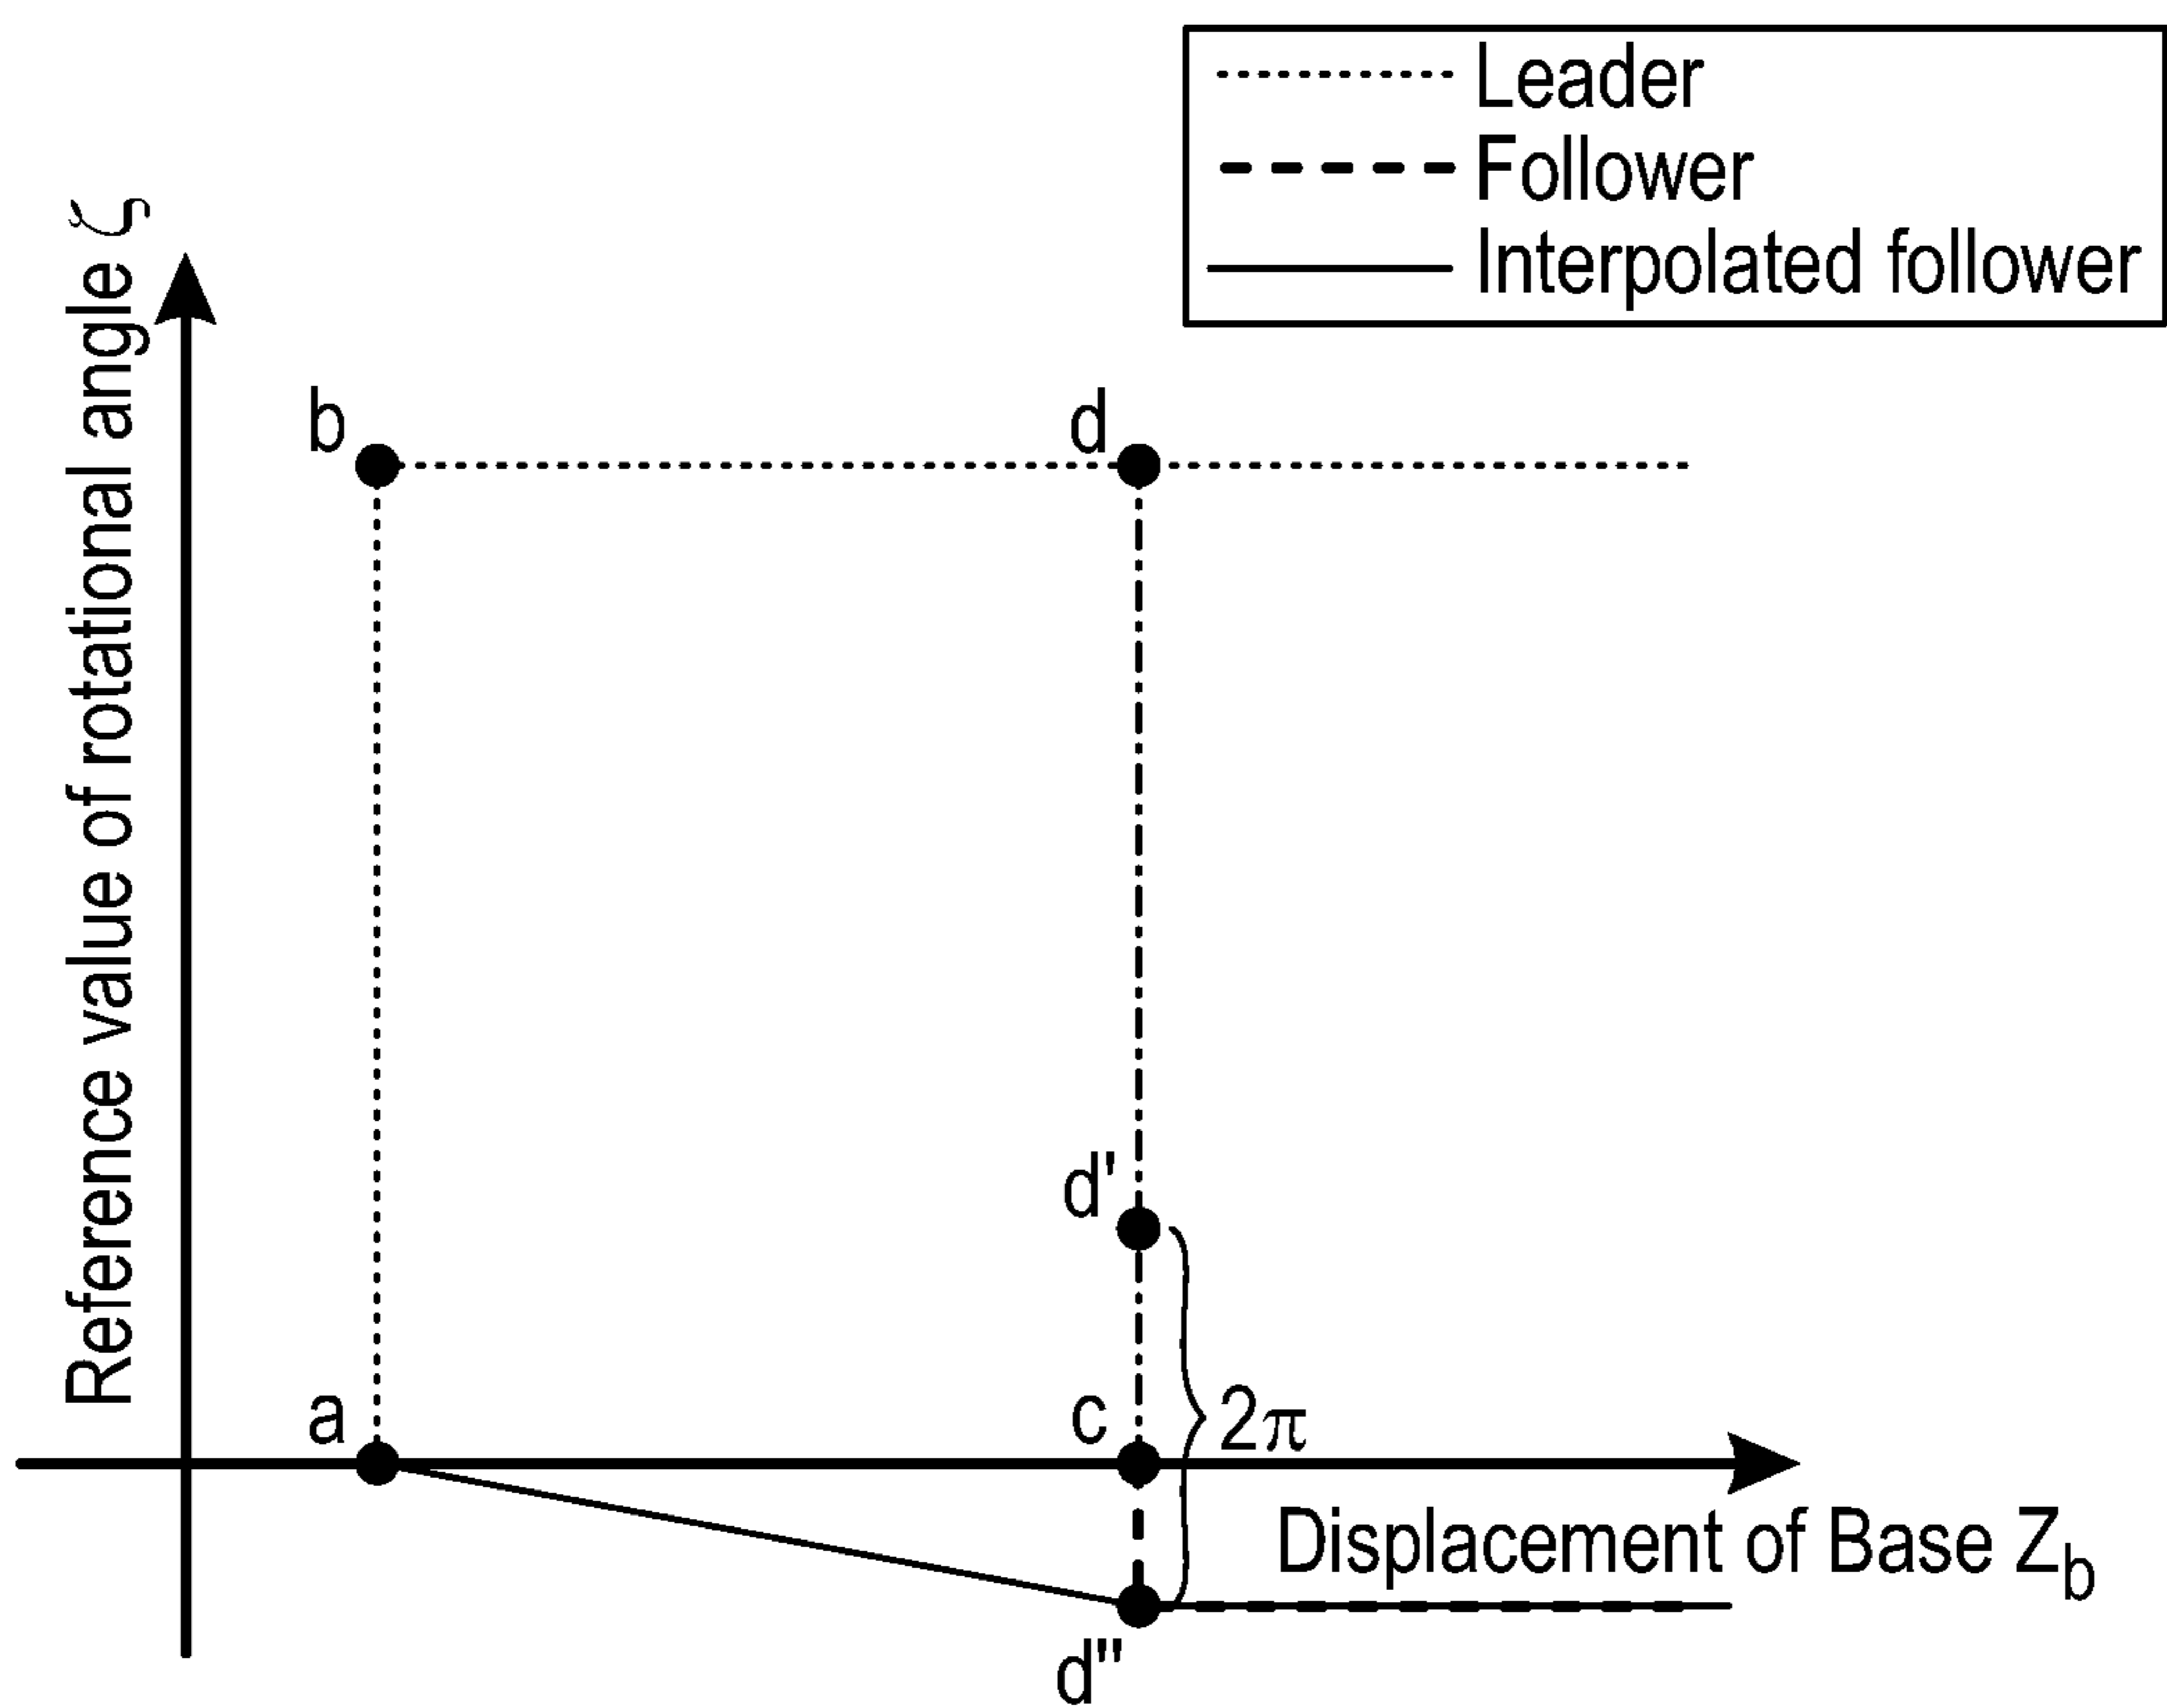 Leader
Follower
Interpolated follower
Reference value of rotational angle ζ
b
d
d'
a
c
2π
Displacement of Base Z_b
d"